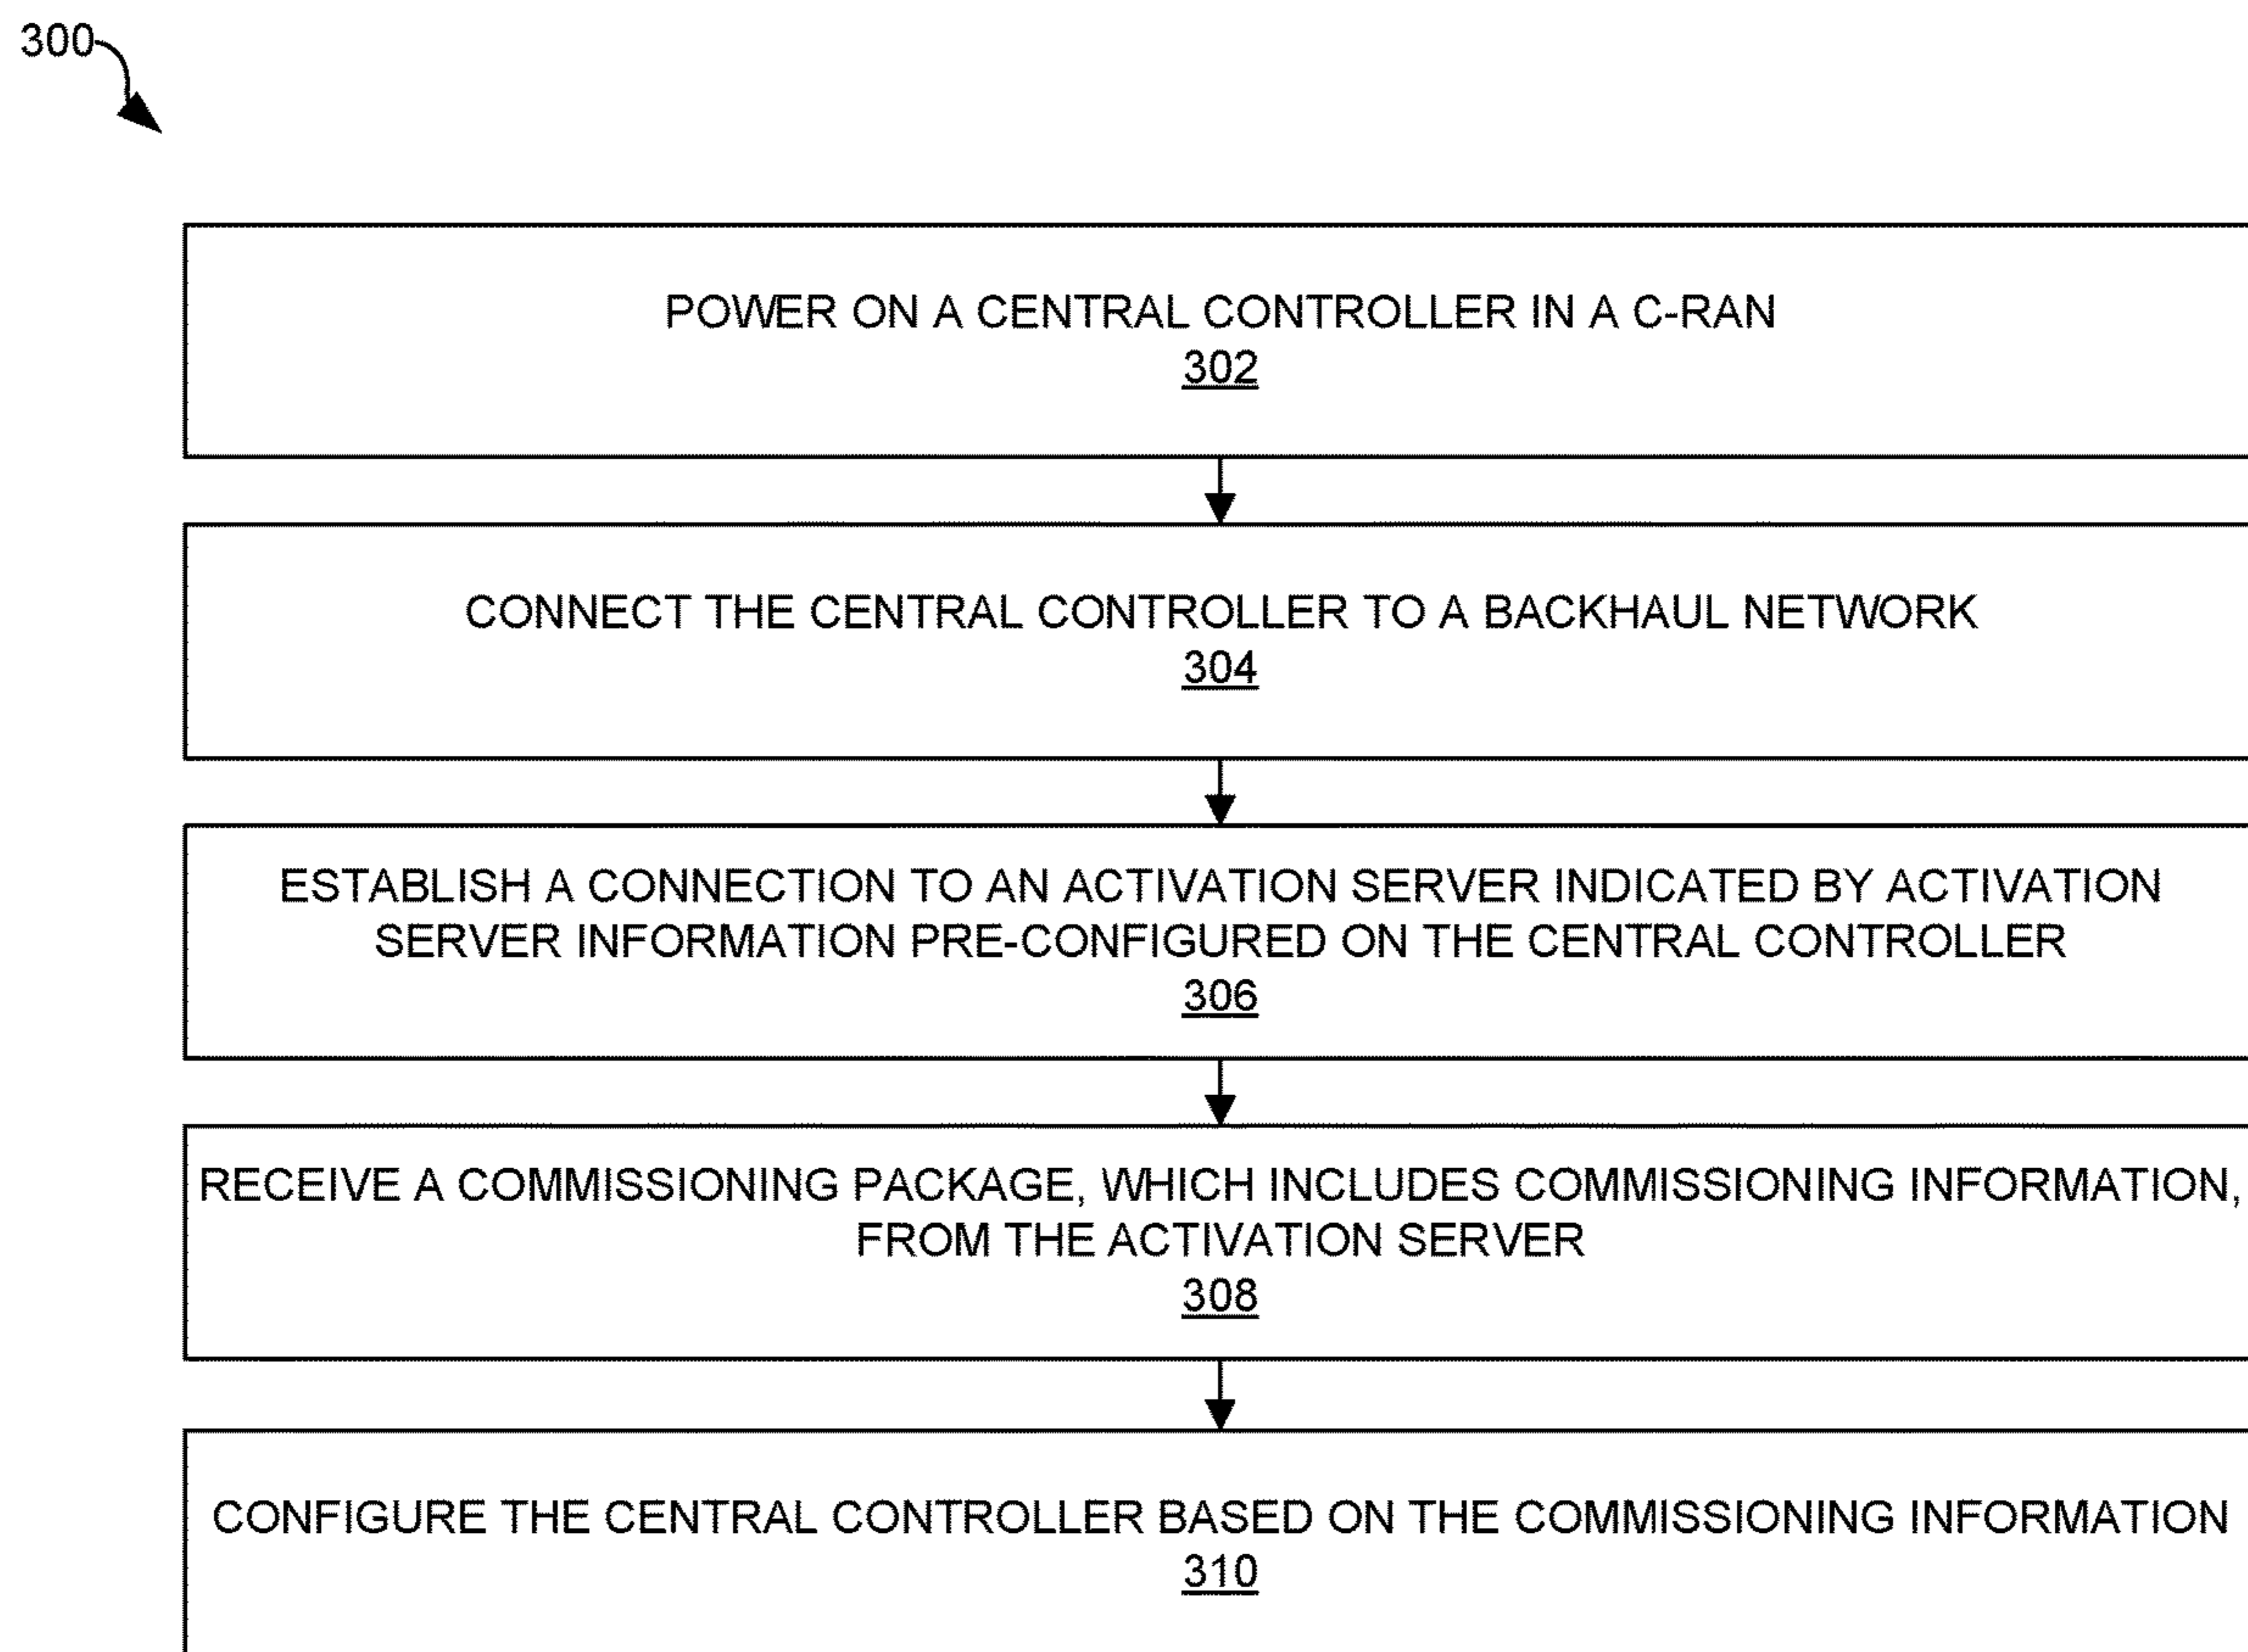 300
POWER ON A CENTRAL CONTROLLER IN A C-RAN
302
CONNECT THE CENTRAL CONTROLLER TO A BACKHAUL NETWORK
304
ESTABLISH A CONNECTION TO AN ACTIVATION SERVER INDICATED BY ACTIVATION
SERVER INFORMATION PRE-CONFIGURED ON THE CENTRAL CONTROLLER
306
RECEIVE A COMMISSIONING PACKAGE, WHICH INCLUDES COMMISSIONING INFORMATION,
FROM THE ACTIVATION SERVER
308
CONFIGURE THE CENTRAL CONTROLLER BASED ON THE COMMISSIONING INFORMATION
310